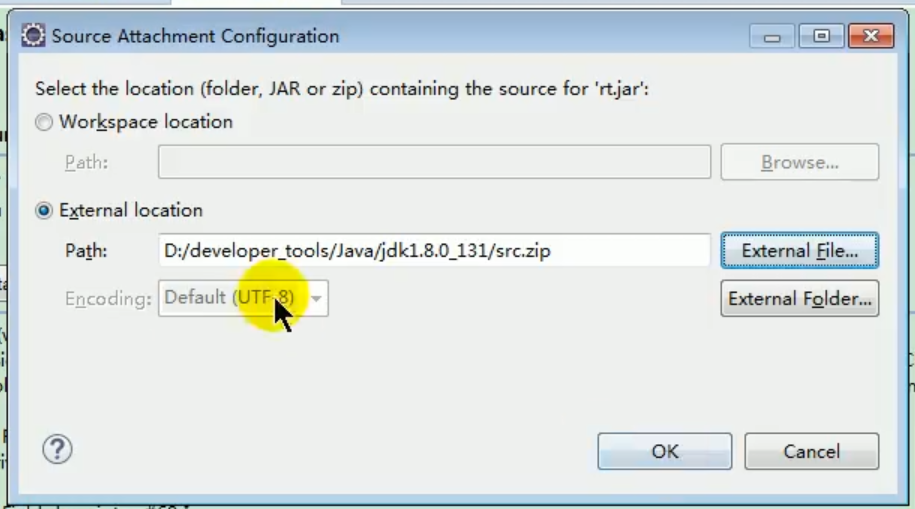 Source Attachment Configuration
Select the location (folder, JAR or zip) containing the source for 'rt.jar':
Workspace location
Path:
Browse...
External location
Path: D:/developer_tools/Java/jdk1.8.0_131/src.zip External File...
Encoding: Default (UTF-8) External Folder...
OK Cancel